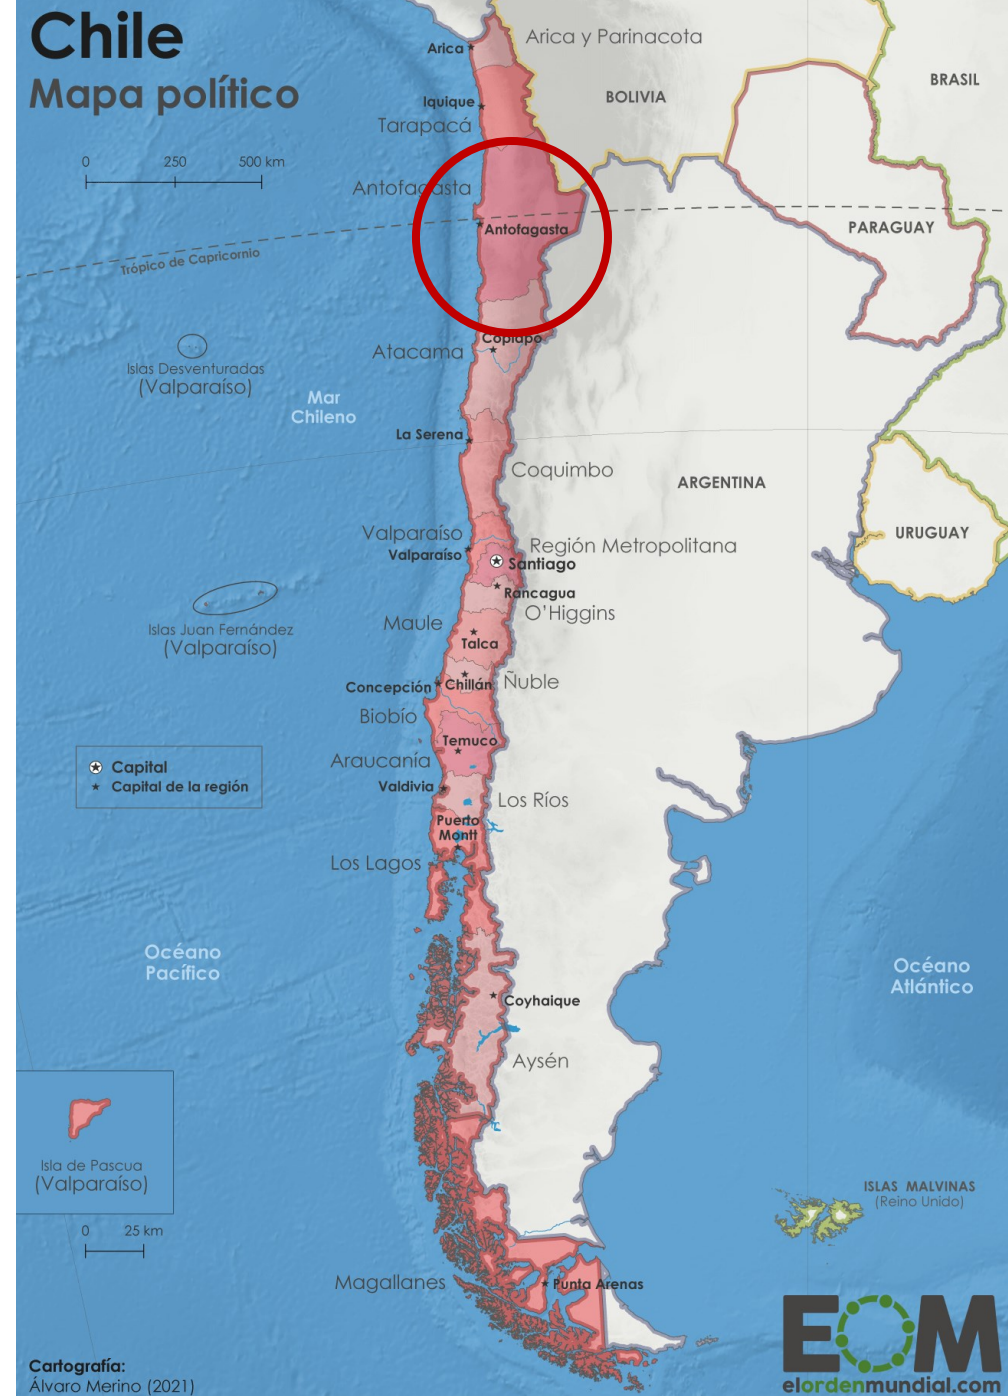 Chile
Mapa político
0 250 500 km
Arica
Arica y Parinacota
BRASIL
BOLIVIA
Iquique
Tarapacá
Antofagasta
Antofagasta
PARAGUAY
Trópico de Capricornio
Copiapó
Atacama
Islas Desventuradas
(Valparaíso)
Mar
Chileno
La Serena
Coquimbo
ARGENTINA
Valparaíso
Valparaíso
Región Metropolitana
Santiago
URUGUAY
Rancagua
O'Higgins
Islas Juan Fernández
(Valparaíso)
Maule
Talca
Concepción
Chillán
Ñuble
Biobío
Temuco
Araucanía
Capital
Capital de la región
Valdivia
Los Ríos
Puerto
Montt
Los Lagos
Océano
Pacífico
Océano
Atlántico
Coyhaique
Aysén
Isla de Pascua
(Valparaíso)
ISLAS MALVINAS
(Reino Unido)
0 25 km
Magallanes
Punta Arenas
EOM
elordenmundial.com
Cartografía:
Álvaro Merino (2021)